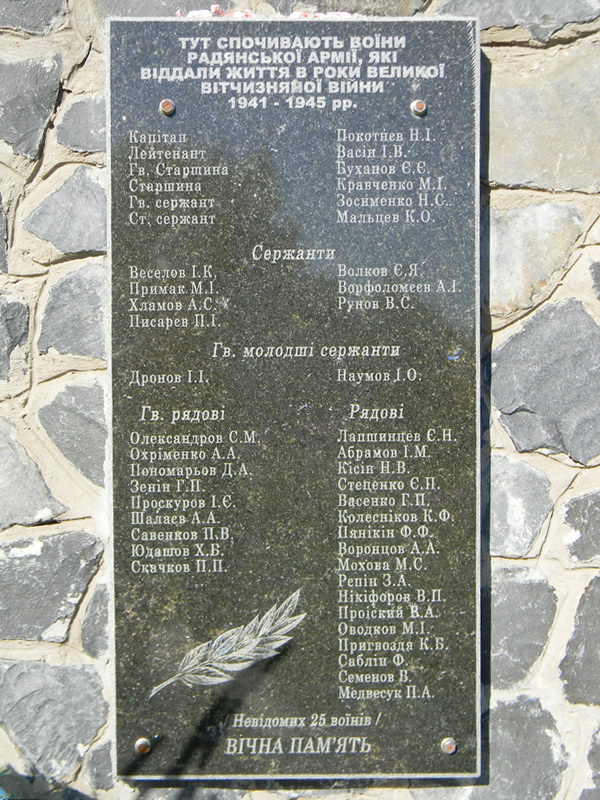 ТУТ СПОЧИВАЮТЬ ВОЇНИ
РАДЯНСЬКОЇ АРМІЇ, ЯКІ
ВІДДАЛИ ЖИТТЯ В РОКИ ВЕЛИКОЇ
ВІТЧИЗНЯНОЇ ВІЙНИ
1941 - 1945 рр.
Капітан Покотнев Н.І.
Лейтенант Васін І.В.
Гв. Старшина Буханов Є.Є.
Старшина Кравченко М.І.
Гв. сержант Зосименко Н.С.
Ст. сержант Мальцев К.О.
Сержанти
Веселов І.К. Волков Є.Я.
Примак М.І. Ворфоломеєв А.І.
Хламов А.С. Рунов В.С.
Писарев П.І.
Гв. молодші сержанти
Дронов І.І. Наумов І.О.
Гв. рядові
Олександров С.М.
Охріменко А.А.
Пономарьов Д.А.
Зенін Г.П.
Проскуров І.Є.
Шалаєв А.А.
Савенков П.В.
Юдашов Х.Б.
Скачков П.П.
Рядові
Лапшинцев Є.Н.
Абрамов І.М.
Кісін Н.В.
Стеценко Є.П.
Васенко Г.П.
Колесніков К.Ф.
Пянікін Ф.Ф.
Воронцов А.А.
Мохова М.С.
Репін З.А.
Нікіфоров В.П.
Проіский В.А.
Оводков М.І.
Пригвозда К.Б.
Саблін Ф.
Семенов В.
Медвесук П.А.
/ Невідомих 25 воїнів /
ВІЧНА ПАМ'ЯТЬ